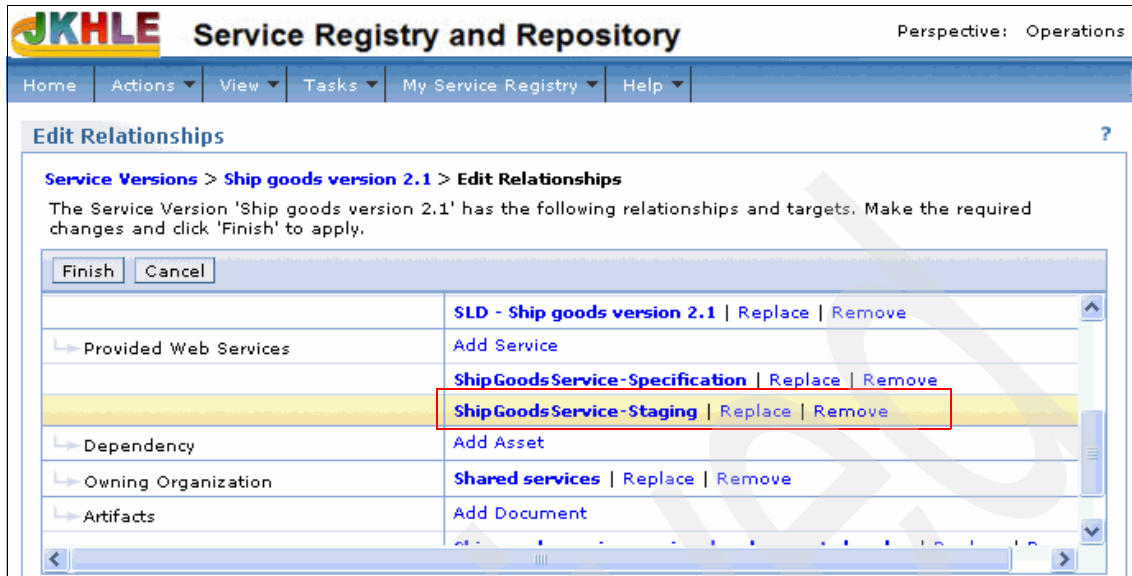 JKHLE Service Registry and Repository Perspective: Operations
Home Actions View Tasks My Service Registry Help
Edit Relationships ?
Service Versions > Ship goods version 2.1 > Edit Relationships
The Service Version 'Ship goods version 2.1' has the following relationships and targets. Make the required
changes and click 'Finish' to apply.
Finish Cancel
SLD - Ship goods version 2.1 | Replace | Remove
Provided Web Services Add Service
ShipGoodsService-Specification | Replace | Remove
ShipGoodsService-Staging | Replace | Remove
Dependency Add Asset
Owning Organization Shared services | Replace | Remove
Artifacts Add Document